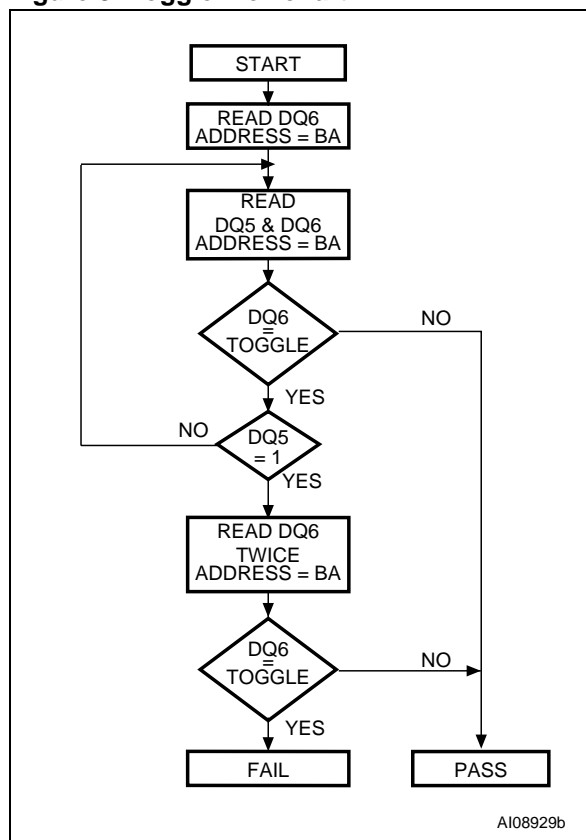 START
READ DQ6
ADDRESS = BA
READ
DQ5 & DQ6
ADDRESS = BA
DQ6
=
TOGGLE
NO
YES
NO
DQ5
= 1
YES
READ DQ6
TWICE
ADDRESS = BA
DQ6
=
TOGGLE
NO
YES
FAIL
PASS
AI08929b